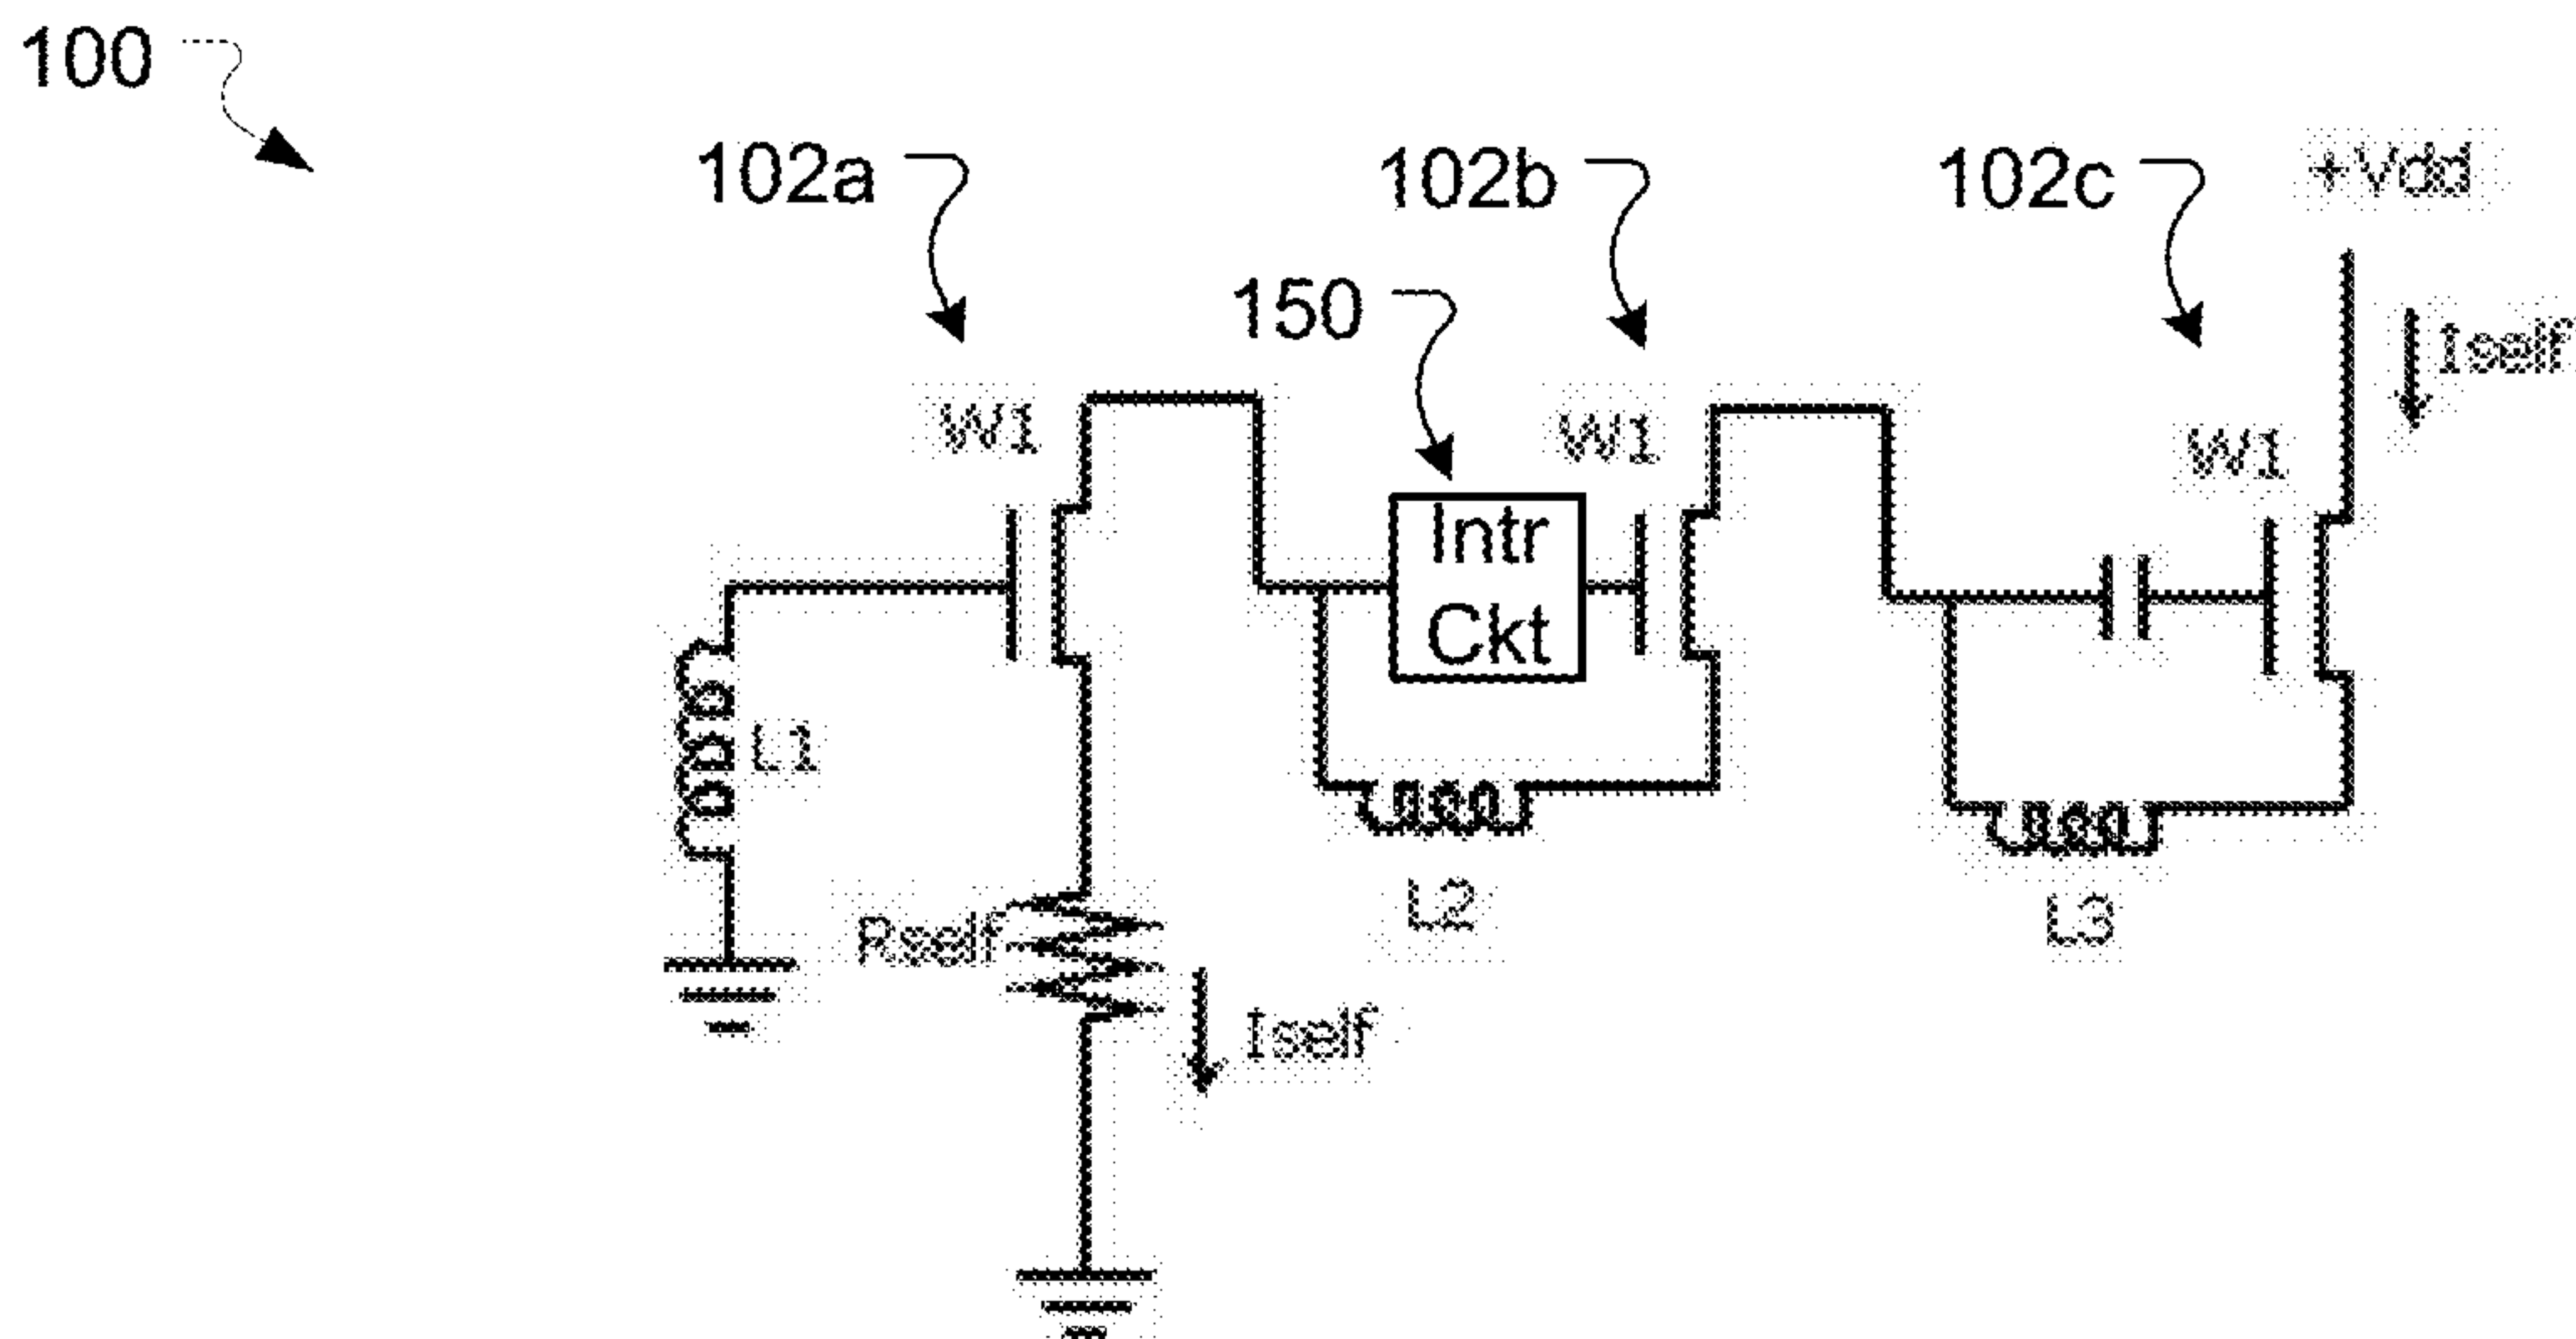 100
102a
102b
102c
+Vdd
150
Iself
W1
W1
W1
Intr
Ckt
L1
L2
L3
Rself
Iself